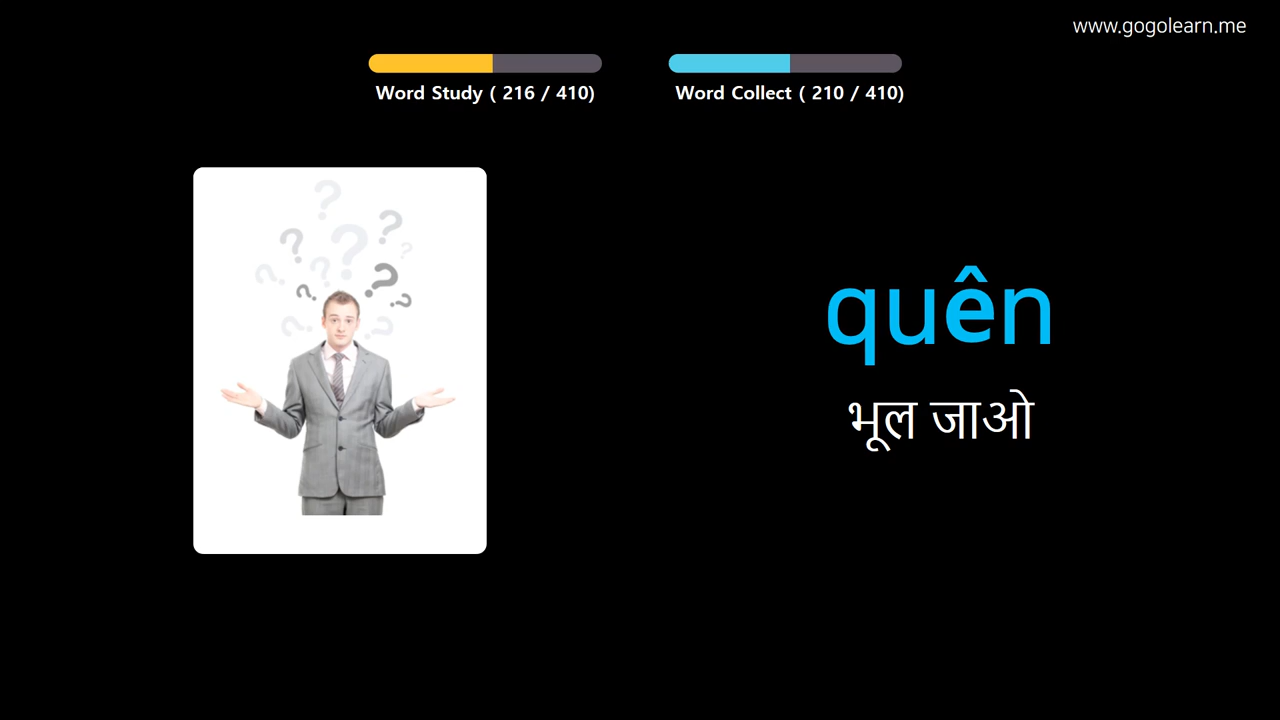 www.gogolearn.me
Word Study ( 216 / 410)
Word Collect ( 210 / 410)
quên
भूल जाओ